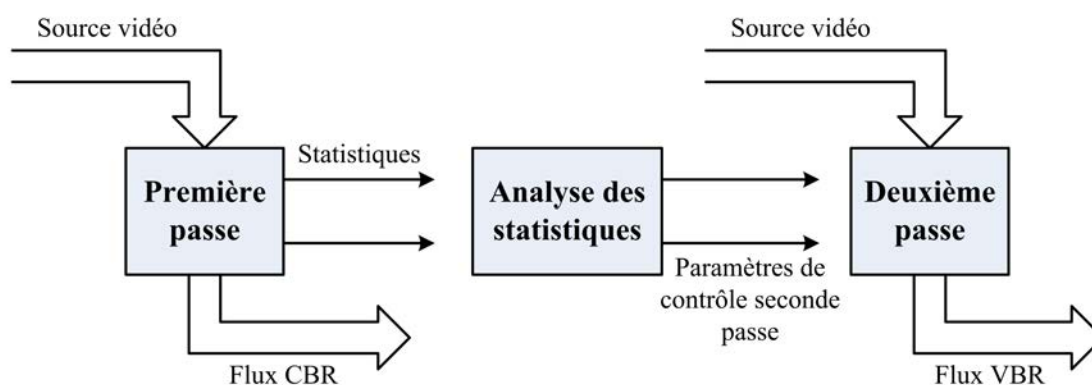 Source vidéo
Source vidéo
Statistiques
Première
passe
Analyse des
statistiques
Deuxième
passe
Paramètres de
contrôle seconde
passe
Flux CBR
Flux VBR